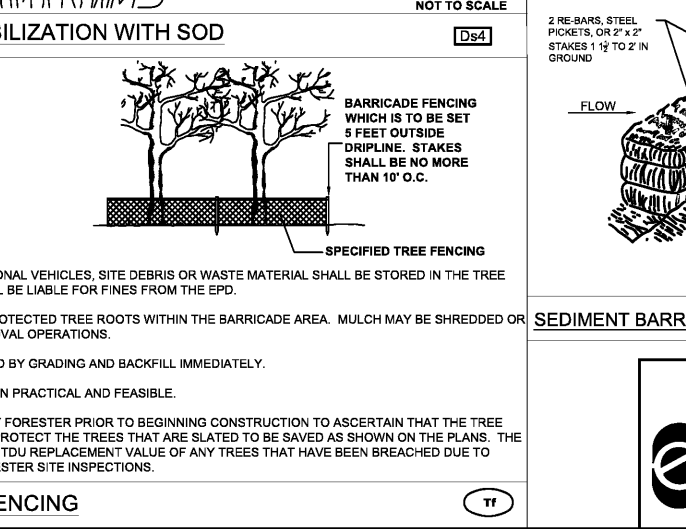 NOT TO SCALE
BILIZATION WITH SOD
Ds4
BARRICADE FENCING
WHICH IS TO BE SET
5 FEET OUTSIDE
DRIPLINE. STAKES
SHALL BE NO MORE
THAN 10' O.C.
SPECIFIED TREE FENCING
ONAL VEHICLES, SITE DEBRIS OR WASTE MATERIAL SHALL BE STORED IN THE TREE
L BE LIABLE FOR FINES FROM THE EPD.
OTECTED TREE ROOTS WITHIN THE BARRICADE AREA. MULCH MAY BE SHREDDED OR
VAL OPERATIONS.
D BY GRADING AND BACKFILL IMMEDIATELY.
N PRACTICAL AND FEASIBLE.
Y FORESTER PRIOR TO BEGINNING CONSTRUCTION TO ASCERTAIN THAT THE TREE
ROTECT THE TREES THAT ARE SLATED TO BE SAVED AS SHOWN ON THE PLANS. THE
TDU REPLACEMENT VALUE OF ANY TREES THAT HAVE BEEN BREACHED DUE TO
STER SITE INSPECTIONS.
ENCING
Tf
2 RE-BARS, STEEL
PICKETS, OR 2" x 2"
STAKES 1 1/2' TO 2' IN
GROUND
FLOW
SEDIMENT BARR